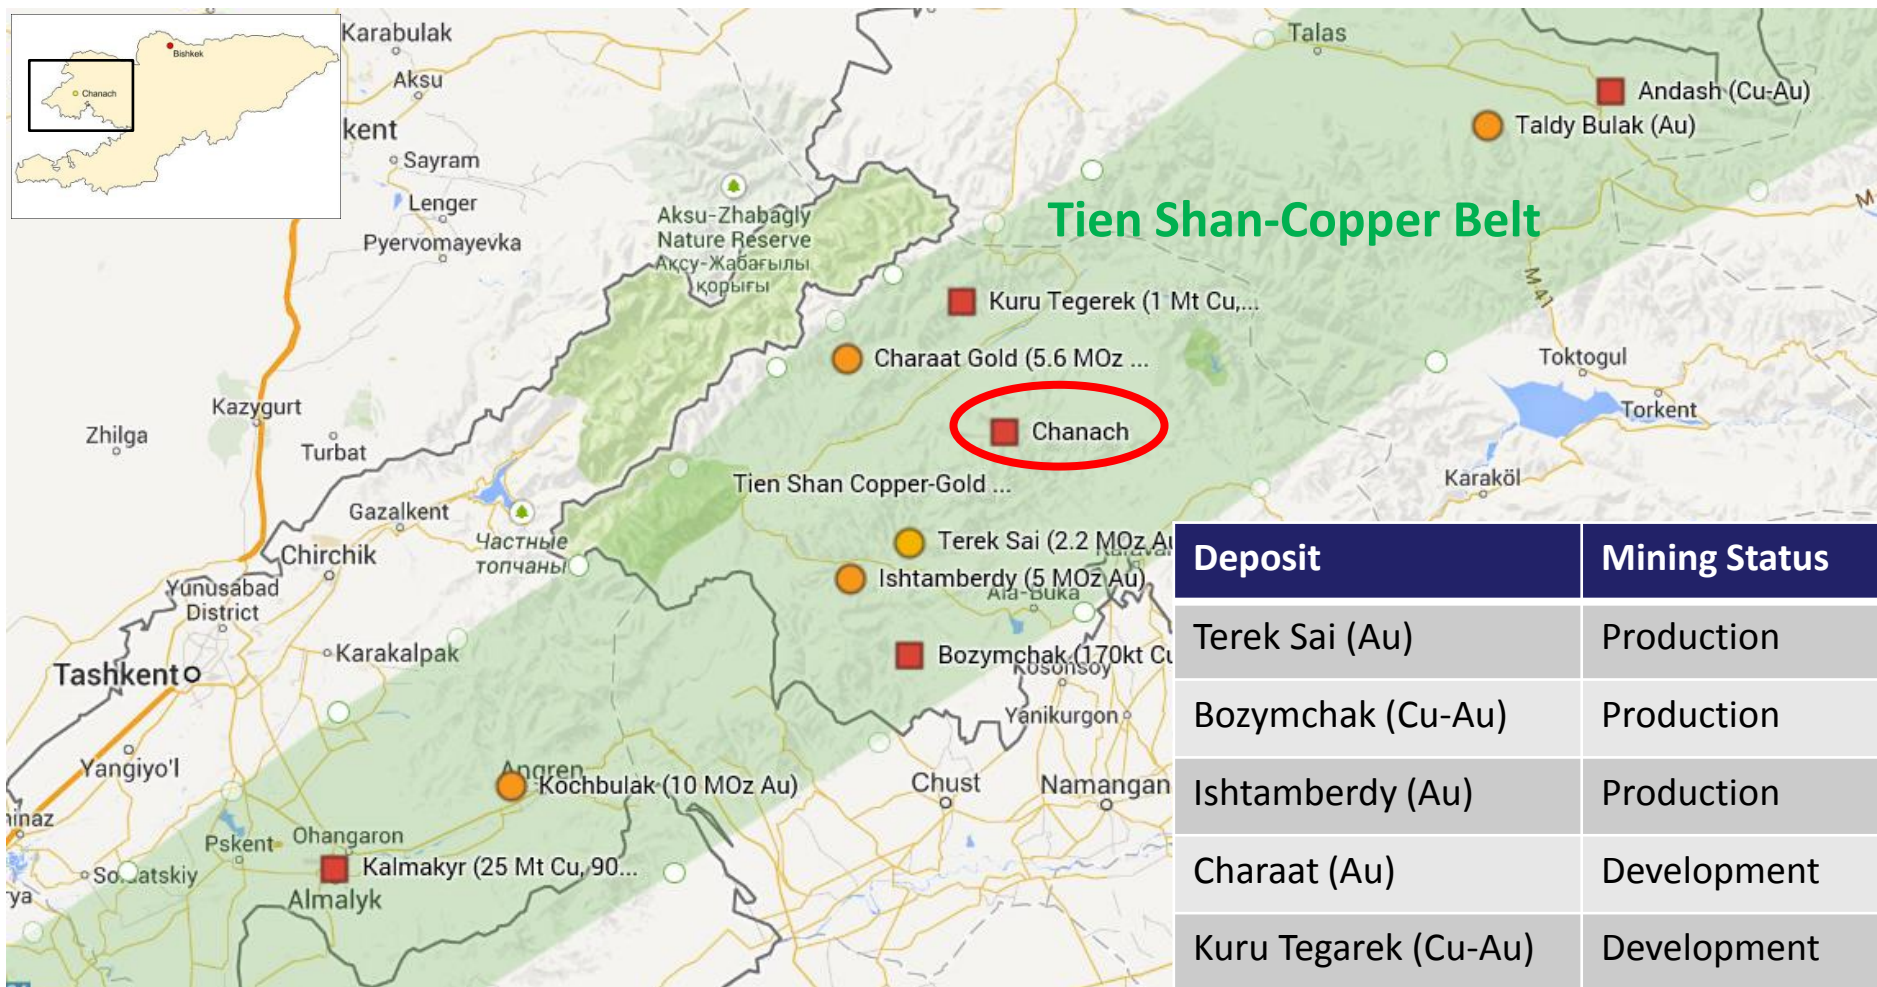 Bishkek
Chanach
Karabulak
Aksu
kent
Sayram
Lenger
Pyervomayevka
Aksu-Zhabagly
Nature Reserve
Ақсу-Жабағылы
қорығы
Talas
Andash (Cu-Au)
Taldy Bulak (Au)
Tien Shan-Copper Belt
M-41
Kuru Tegerek (1 Mt Cu,...
Charaat Gold (5.6 MOz ...
Toktogul
Torkent
Karaköl
Chanach
Kazygurt
Zhilga
Turbat
Tien Shan Copper-Gold ...
Gazalkent
Частные
топчаны
Chirchik
Terek Sai (2.2 MOz Au
Ishtamberdy (5 MOz Au)
Ala-Buka
Yunusabad
District
Karakalpak
Tashkent
Bozymchak (170kt Cu
Kosonsoy
Yanikurgon
Yangiyo'l
Angren
Kochbulak (10 MOz Au)
Chust
Namangan
inaz
Pskent
Ohangaron
Kalmakyr (25 Mt Cu, 90...
Almalyk
ya
Deposit Mining Status
Terek Sai (Au) Production
Bozymchak (Cu-Au) Production
Ishtamberdy (Au) Production
Charaat (Au) Development
Kuru Tegarek (Cu-Au) Development